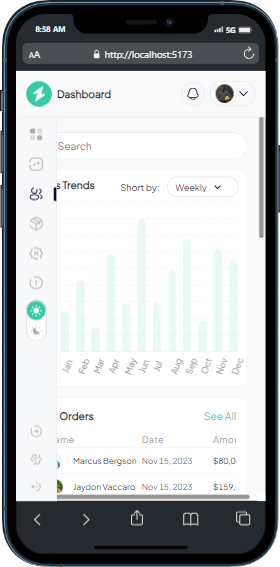 8:58 AM
5G
AA
http://localhost:5173
Dashboard
Search
s Trends
Short by:
Weekly
Jan Feb Mar Apr May Jun Jul Aug Sep Oct Nov Dec
Orders
See All
ame
Date
Amou
Marcus Bergson
Nov 15, 2023
$80,0
Jaydon Vaccaro
Nov 15, 2023
$159,